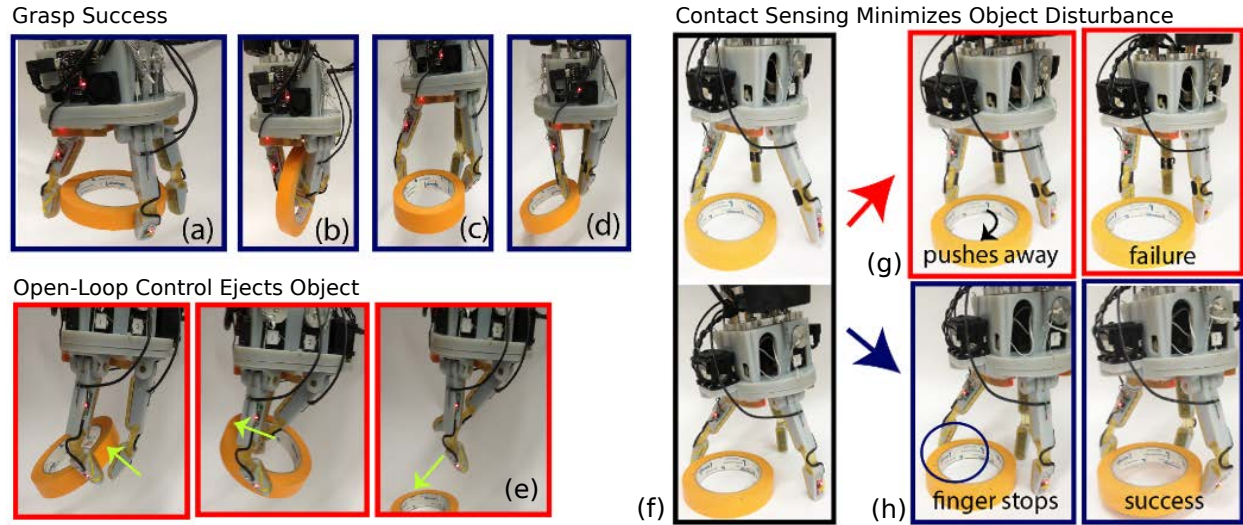 Grasp Success
(a)
(b)
(c)
(d)
Open-Loop Control Ejects Object
(e)
Contact Sensing Minimizes Object Disturbance
(f)
(g)
pushes away
failure
(h)
finger stops
success